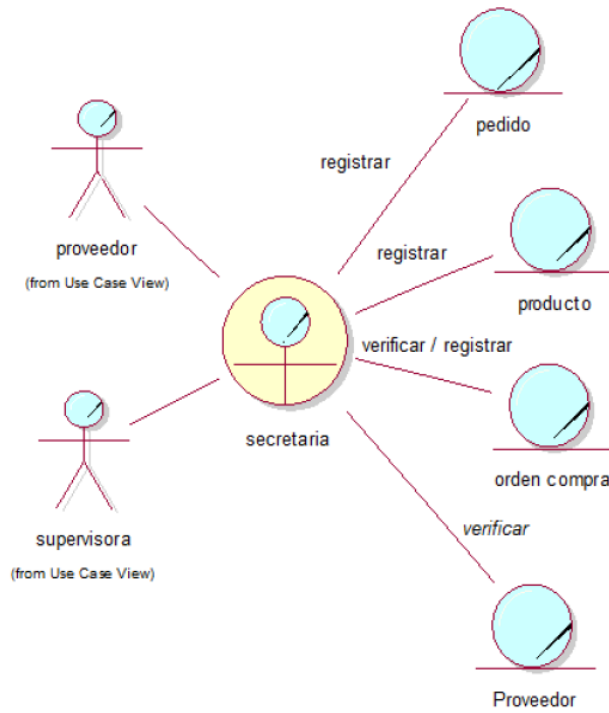 pedido
registrar
proveedor
(from Use Case View)
registrar
producto
verificar / registrar
secretaria
orden compra
supervisora
(from Use Case View)
verificar
Proveedor